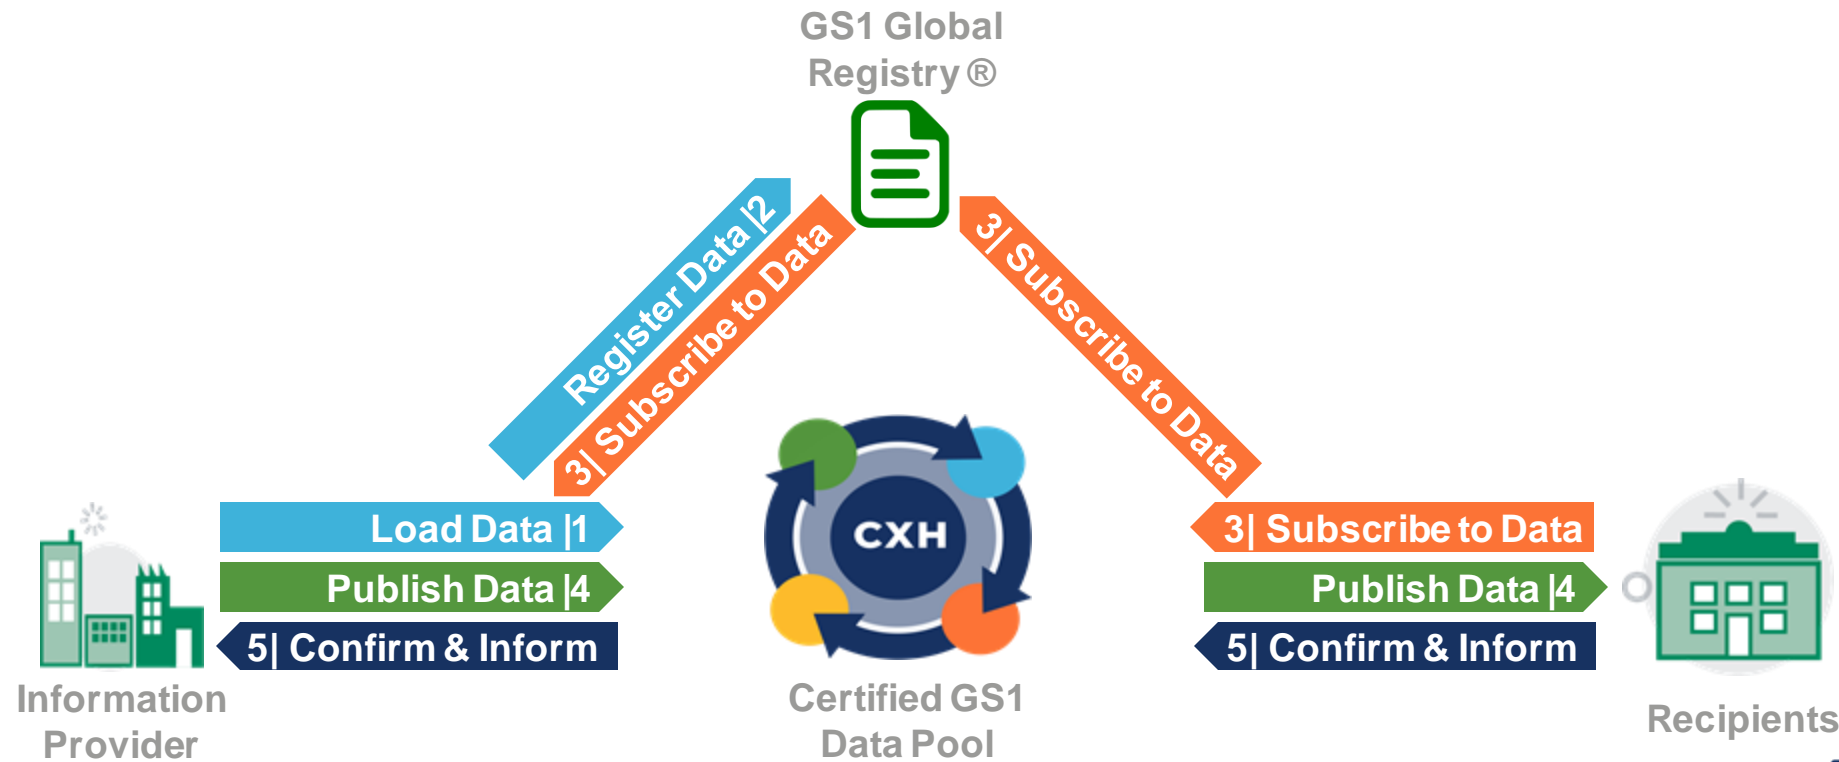 GS1 Global
Registry ®
Register Data |2
3| Subscribe to Data
3| Subscribe to Data
CXH
Load Data |1
Publish Data |4
5| Confirm & Inform
3| Subscribe to Data
Publish Data |4
5| Confirm & Inform
Information
Provider
Certified GS1
Data Pool
Recipients